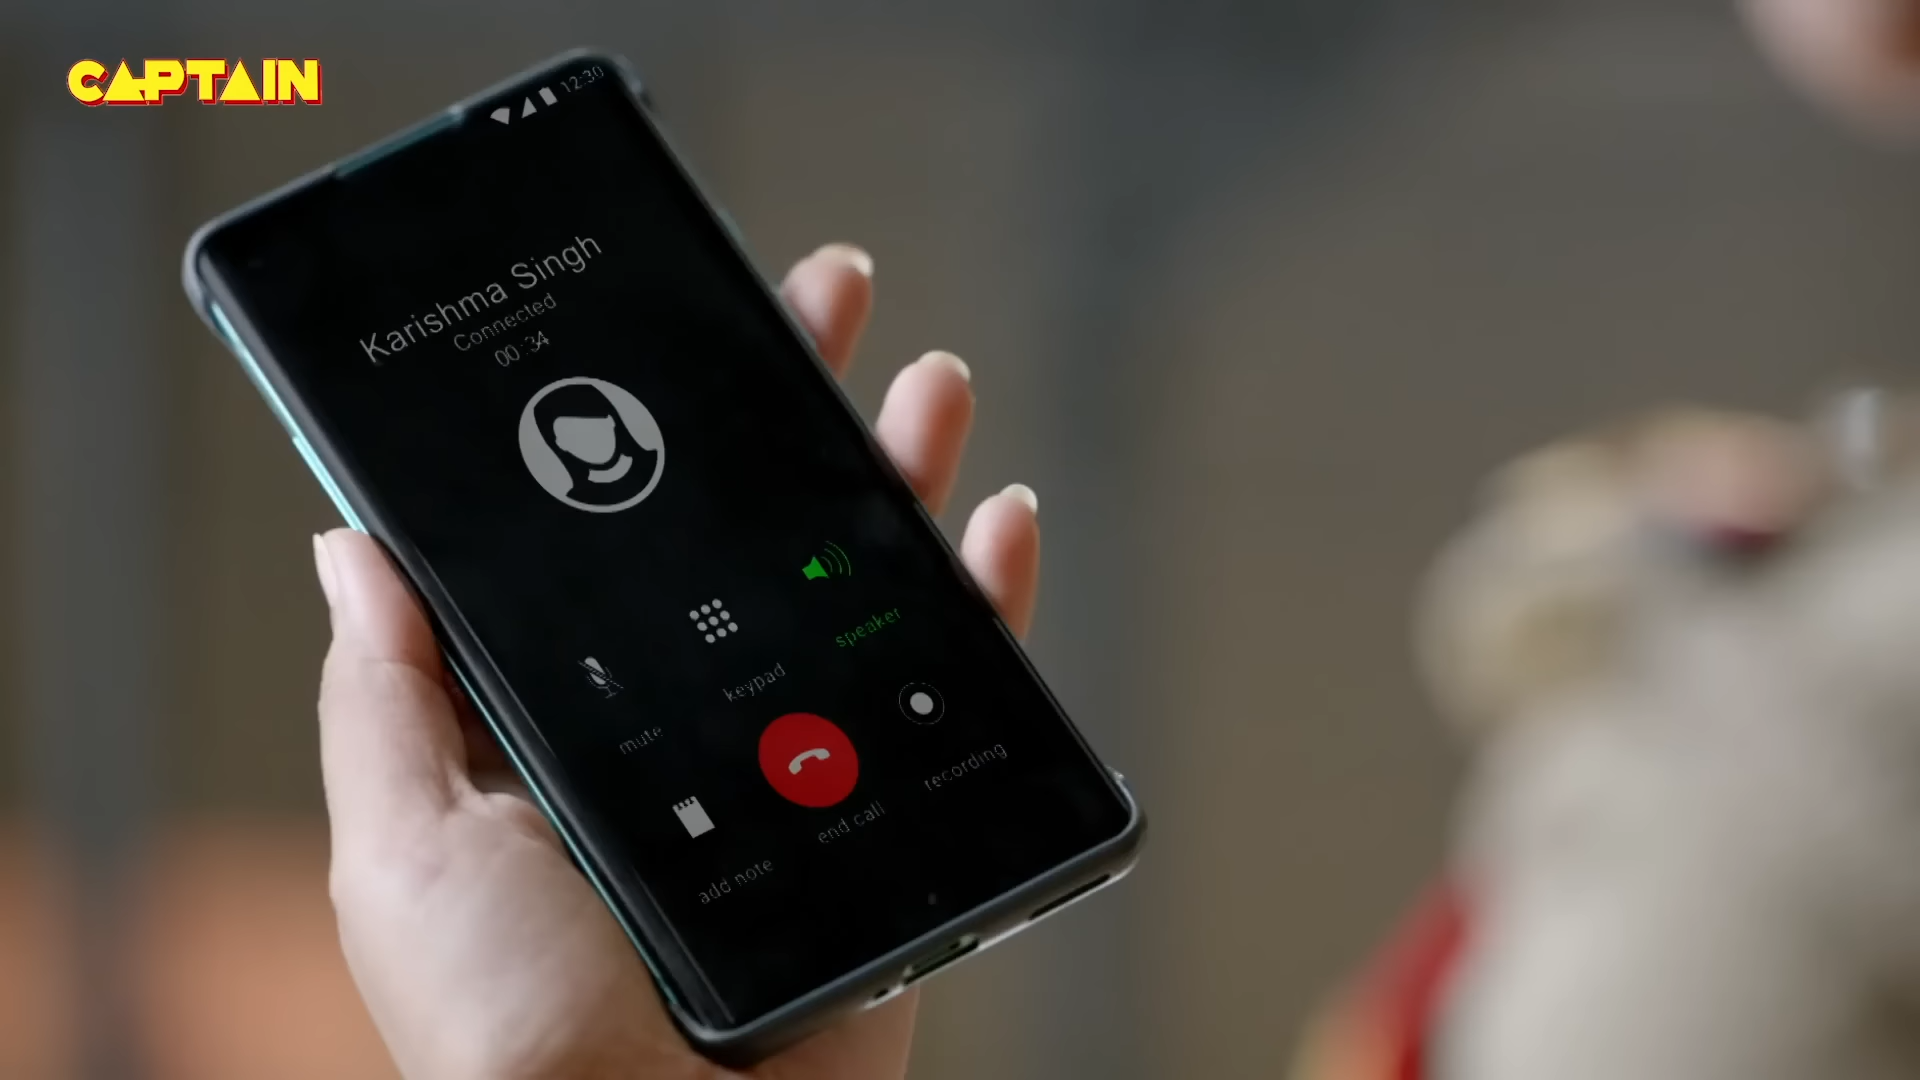 CAPTAIN
12:30
Karishma Singh
Connected
00:34
speaker
keypad
mute
recording
end call
add note